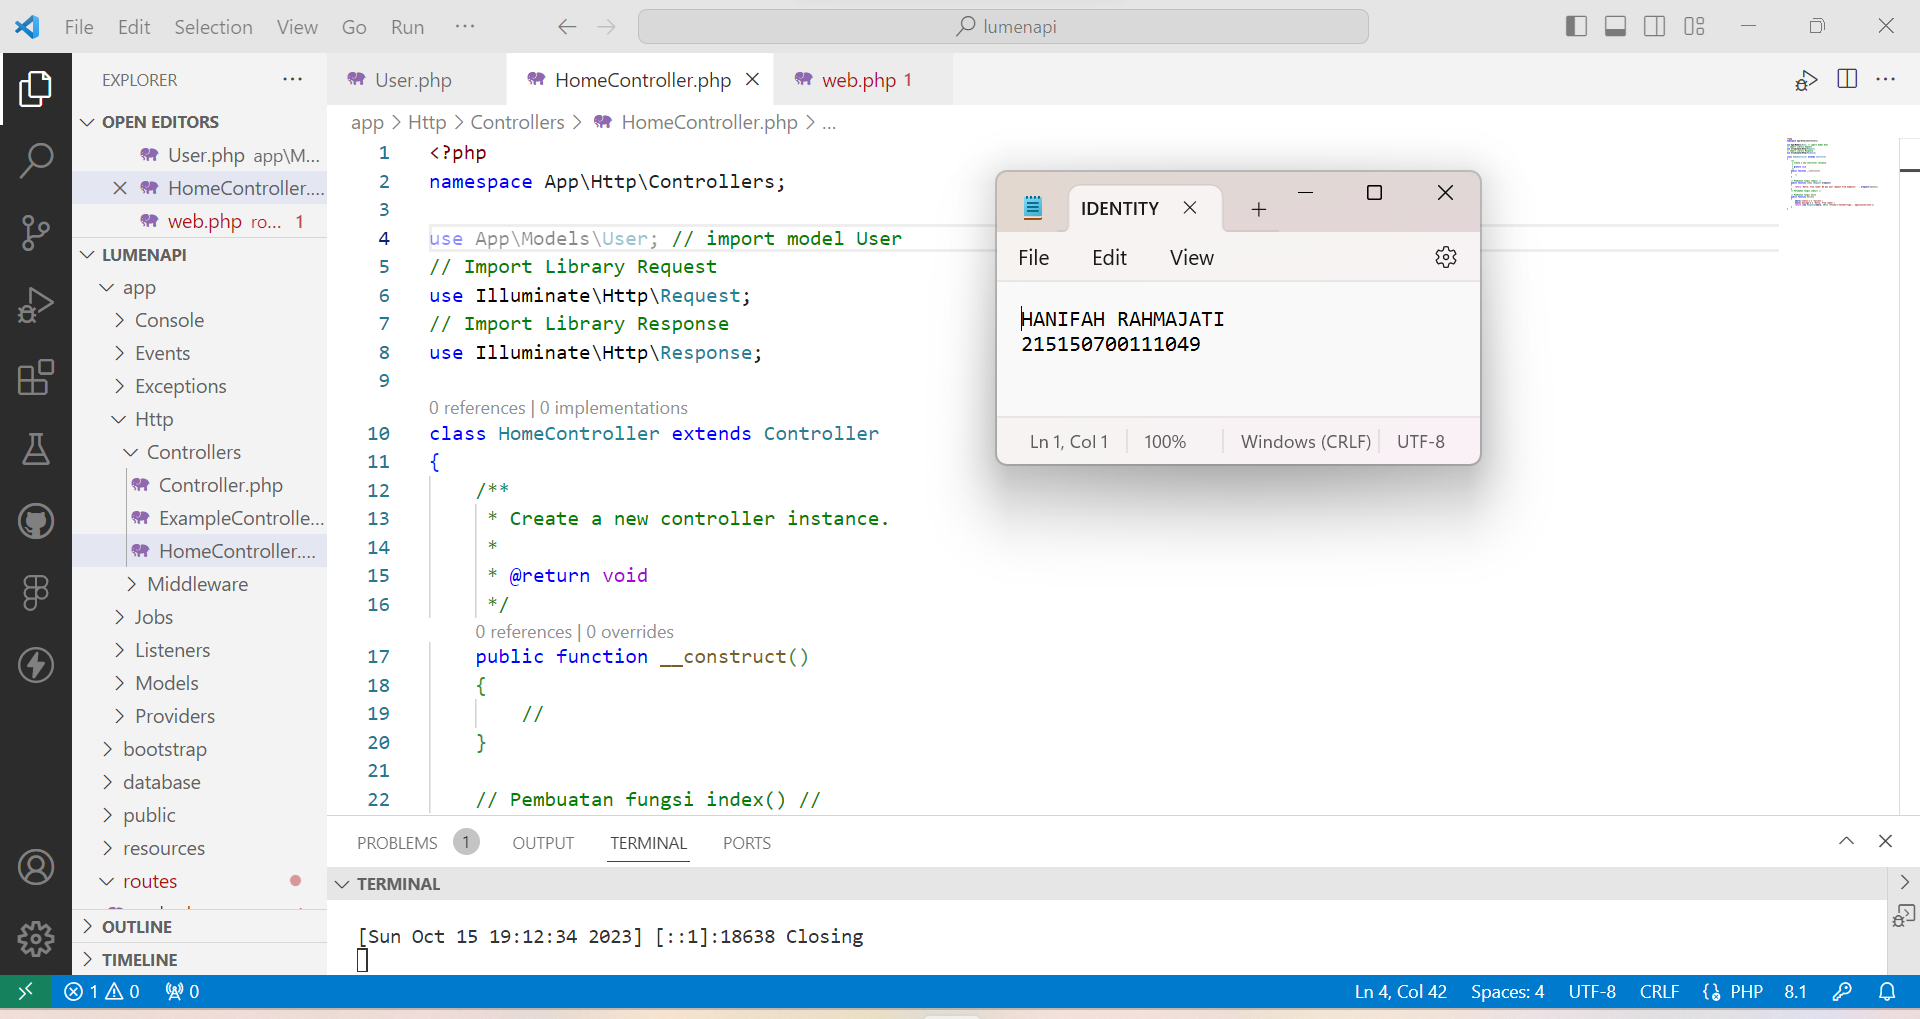 File Edit Selection View Go Run ··· lumenapi
EXPLORER ···
OPEN EDITORS
User.php app\M...
HomeController....
web.php ro... 1
LUMENAPI
app
Console
Events
Exceptions
Http
Controllers
Controller.php
ExampleControlle...
HomeController....
Middleware
Jobs
Listeners
Models
Providers
bootstrap
database
public
resources
routes
OUTLINE
TIMELINE
User.php HomeController.php web.php 1
app > Http > Controllers > HomeController.php > ...
1 <?php
2 namespace App\Http\Controllers;
3
4 use App\Models\User; // import model User
5 // Import Library Request
6 use Illuminate\Http\Request;
7 // Import Library Response
8 use Illuminate\Http\Response;
9
0 references | 0 implementations
10 class HomeController extends Controller
11 {
12 /**
13 * Create a new controller instance.
14 *
15 * @return void
16 */
0 references | 0 overrides
17 public function __construct()
18 {
19 //
20 }
21
22 // Pembuatan fungsi index() //
IDENTITY
File Edit View
HANIFAH RAHMAJATI
215150700111049
Ln 1, Col 1 100% Windows (CRLF) UTF-8
PROBLEMS 1 OUTPUT TERMINAL PORTS
TERMINAL
[Sun Oct 15 19:12:34 2023] [::1]:18638 Closing
1 0 0 Ln 4, Col 42 Spaces: 4 UTF-8 CRLF PHP 8.1